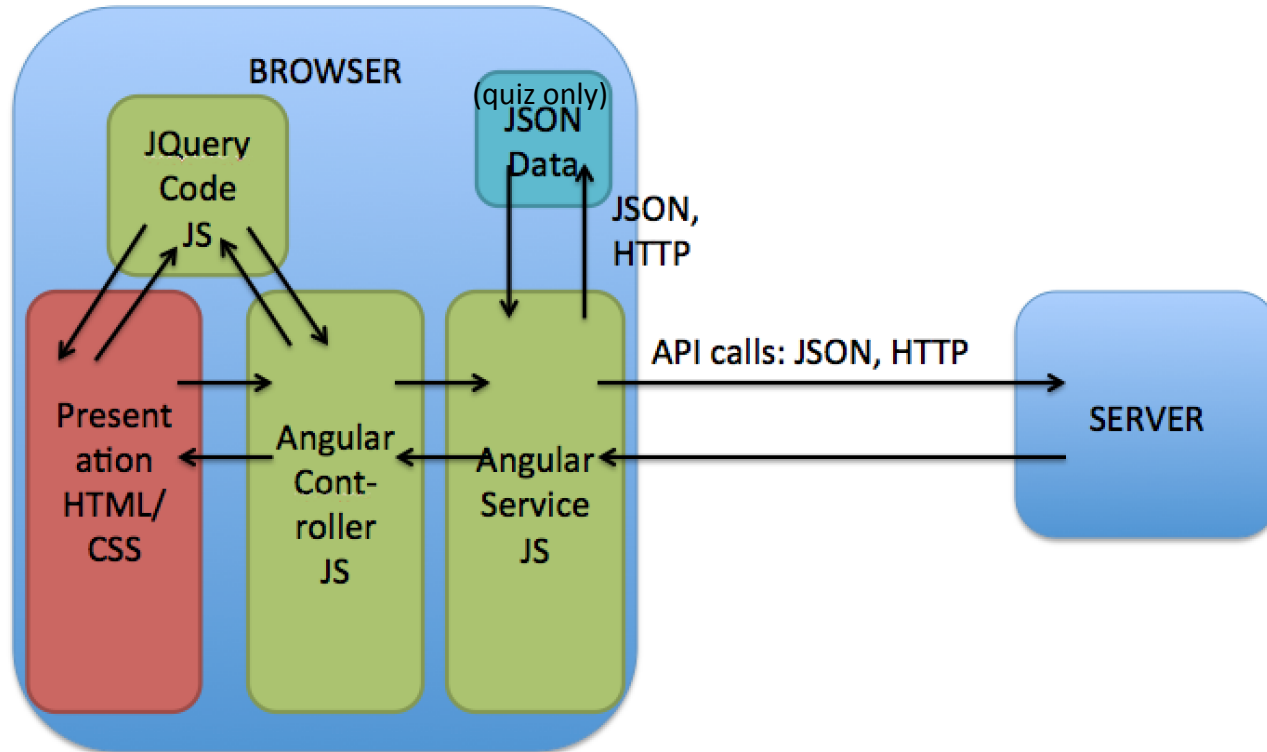 BROWSER
(quiz only)
JSON
Data
JQuery
Code
JS
JSON,
HTTP
API calls: JSON, HTTP
Present
ation
HTML/
CSS
Angular
Cont-
roller
JS
Angular
Service
JS
SERVER